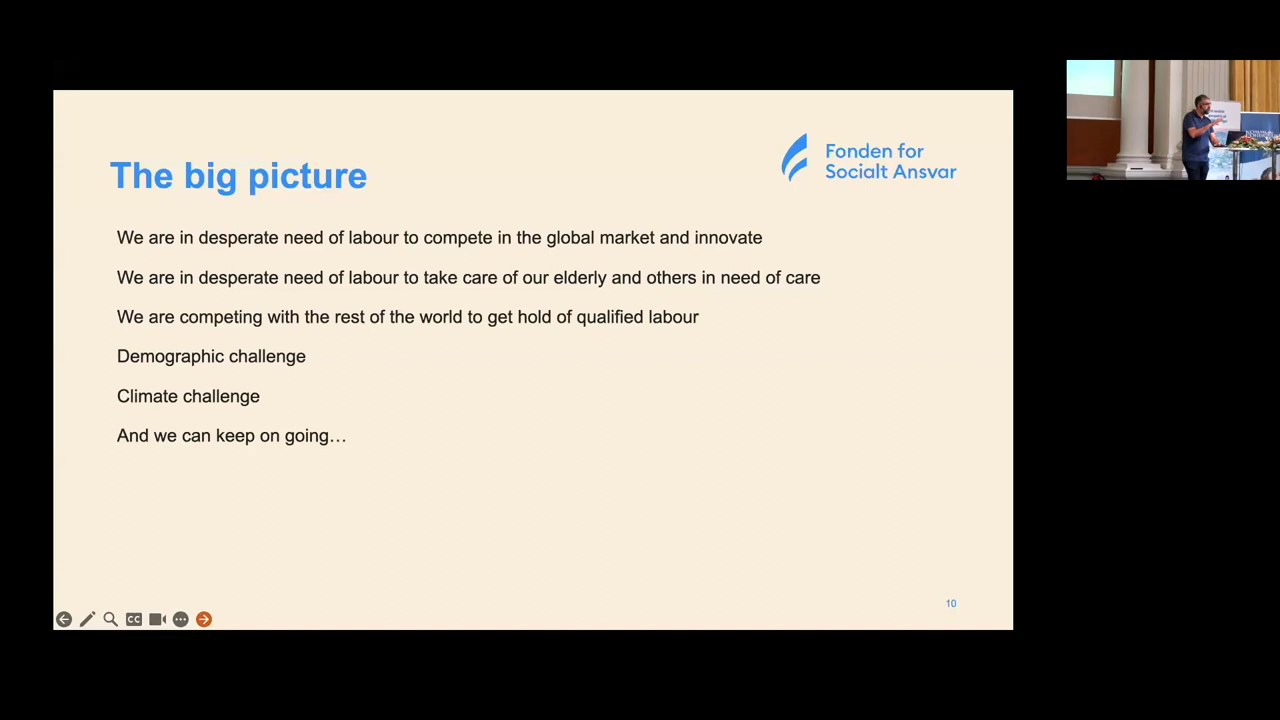 The big picture
Fonden for
Socialt Ansvar
We are in desperate need of labour to compete in the global market and innovate
We are in desperate need of labour to take care of our elderly and others in need of care
We are competing with the rest of the world to get hold of qualified labour
Demographic challenge
Climate challenge
And we can keep on going…
10
CC